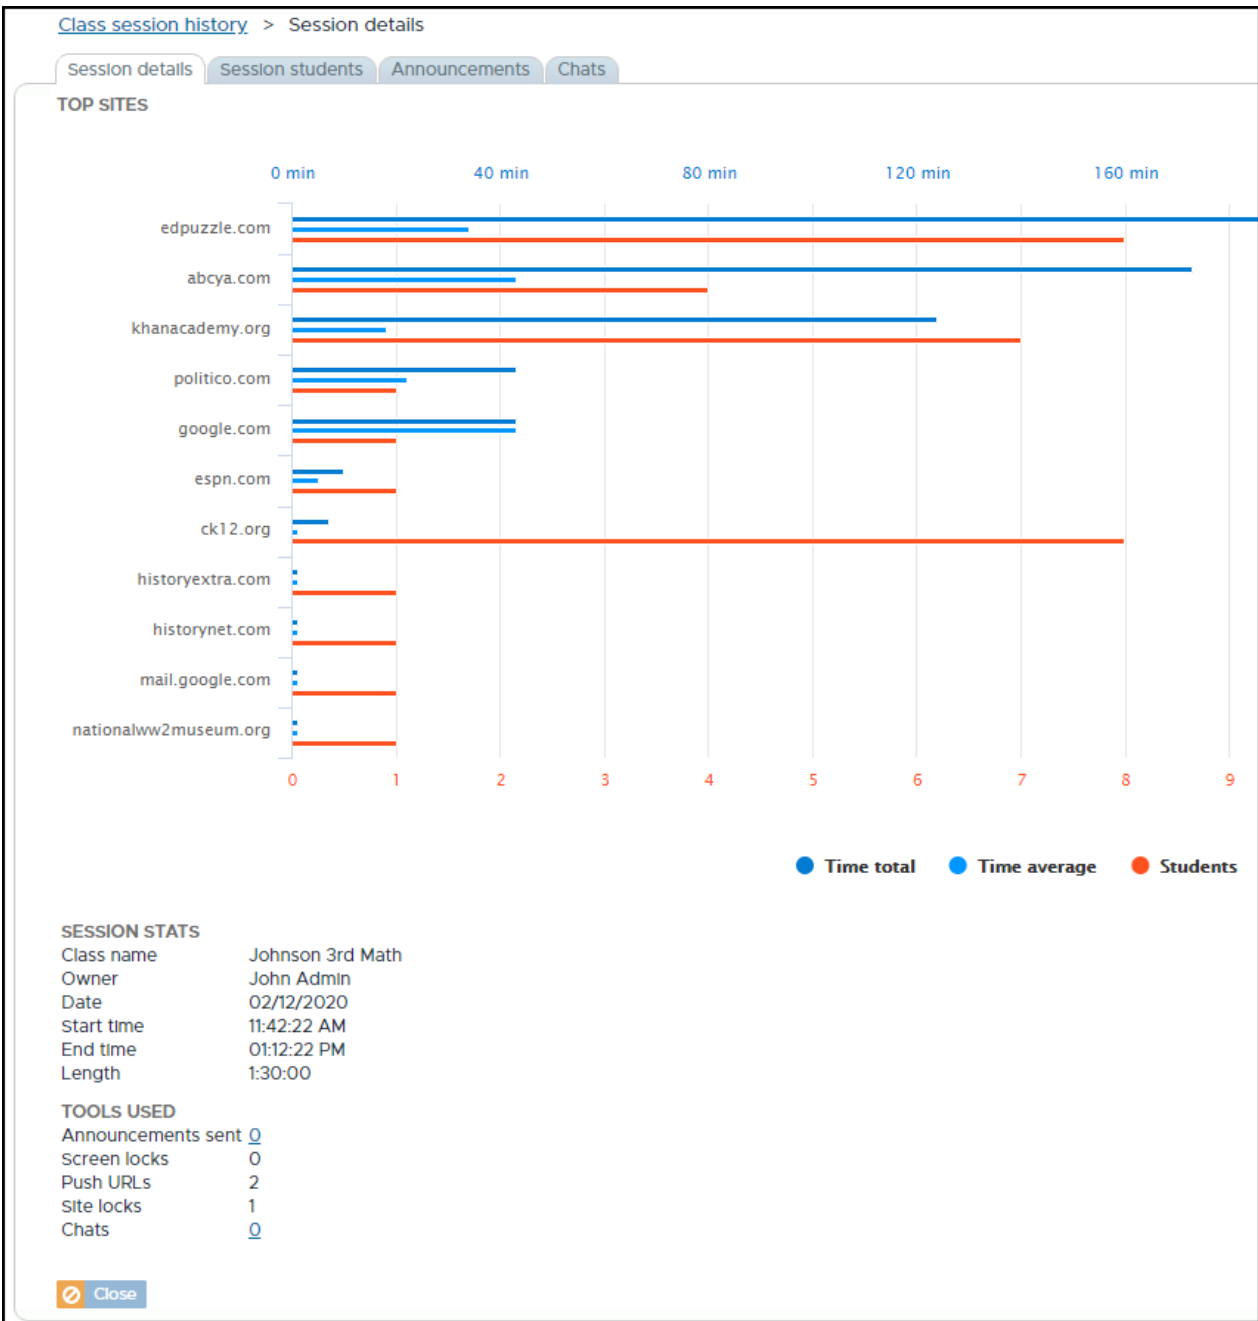 Class session history > Session details
Session details Session students Announcements Chats
TOP SITES
0 min 40 min 80 min 120 min 160 min
edpuzzle.com
abcya.com
khanacademy.org
politico.com
google.com
espn.com
ck12.org
historyextra.com
historynet.com
mail.google.com
nationalww2museum.org
0 1 2 3 4 5 6 7 8 9
Time total Time average Students
SESSION STATS
Class name Johnson 3rd Math
Owner John Admin
Date 02/12/2020
Start time 11:42:22 AM
End time 01:12:22 PM
Length 1:30:00
TOOLS USED
Announcements sent 0
Screen locks 0
Push URLs 2
Site locks 1
Chats 0
Close